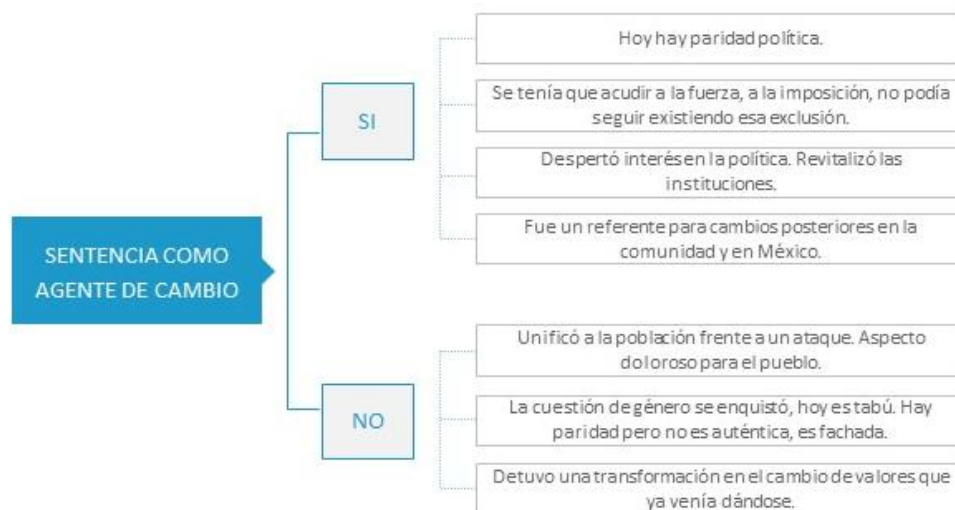 SENTENCIA COMO
AGENTE DE CAMBIO
SI
Hoy hay paridad política.
Se tenía que acudir a la fuerza, a la imposición, no podía
seguir existiendo esa exclusión.
Despertó interés en la política. Revitalizó las
instituciones.
Fue un referente para cambios posteriores en la
comunidad y en México.
NO
Unificó a la población frente a un ataque. Aspecto
doloroso para el pueblo.
La cuestión de género se enquistó, hoy es tabú. Hay
paridad pero no es auténtica, es fachada.
Detuvo una transformación en el cambio de valores que
ya venía dándose.